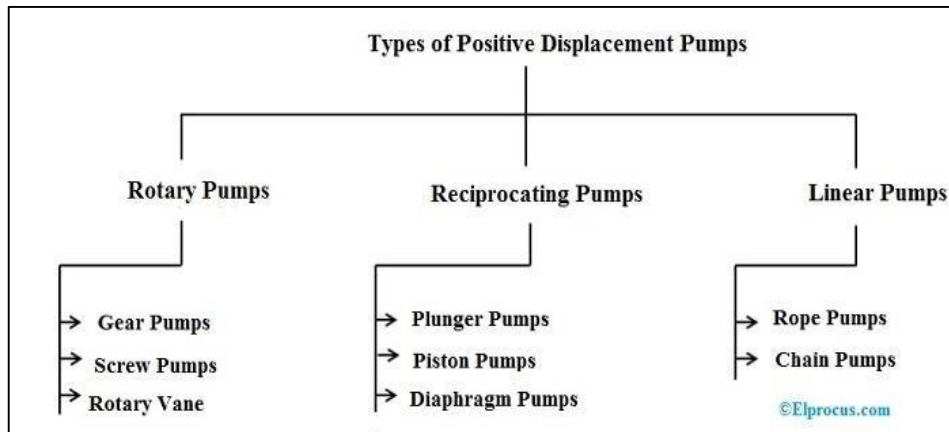 Types of Positive Displacement Pumps
Rotary Pumps
Reciprocating Pumps
Linear Pumps
Gear Pumps
Screw Pumps
Rotary Vane
Plunger Pumps
Piston Pumps
Diaphragm Pumps
Rope Pumps
Chain Pumps
©Elprocus.com